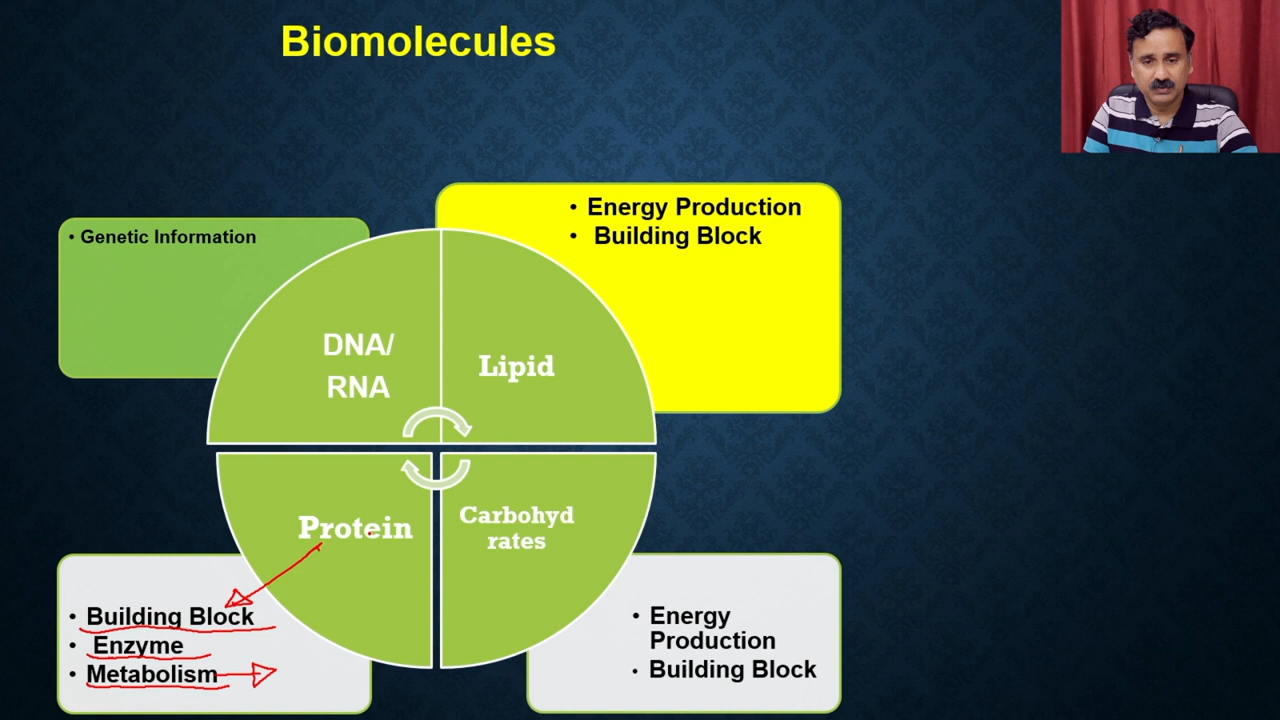 Biomolecules
• Genetic Information
• Energy Production
• Building Block
DNA/
RNA
Lipid
Protein
Carbohyd
rates
• Building Block
• Enzyme
• Metabolism
• Energy
Production
• Building Block